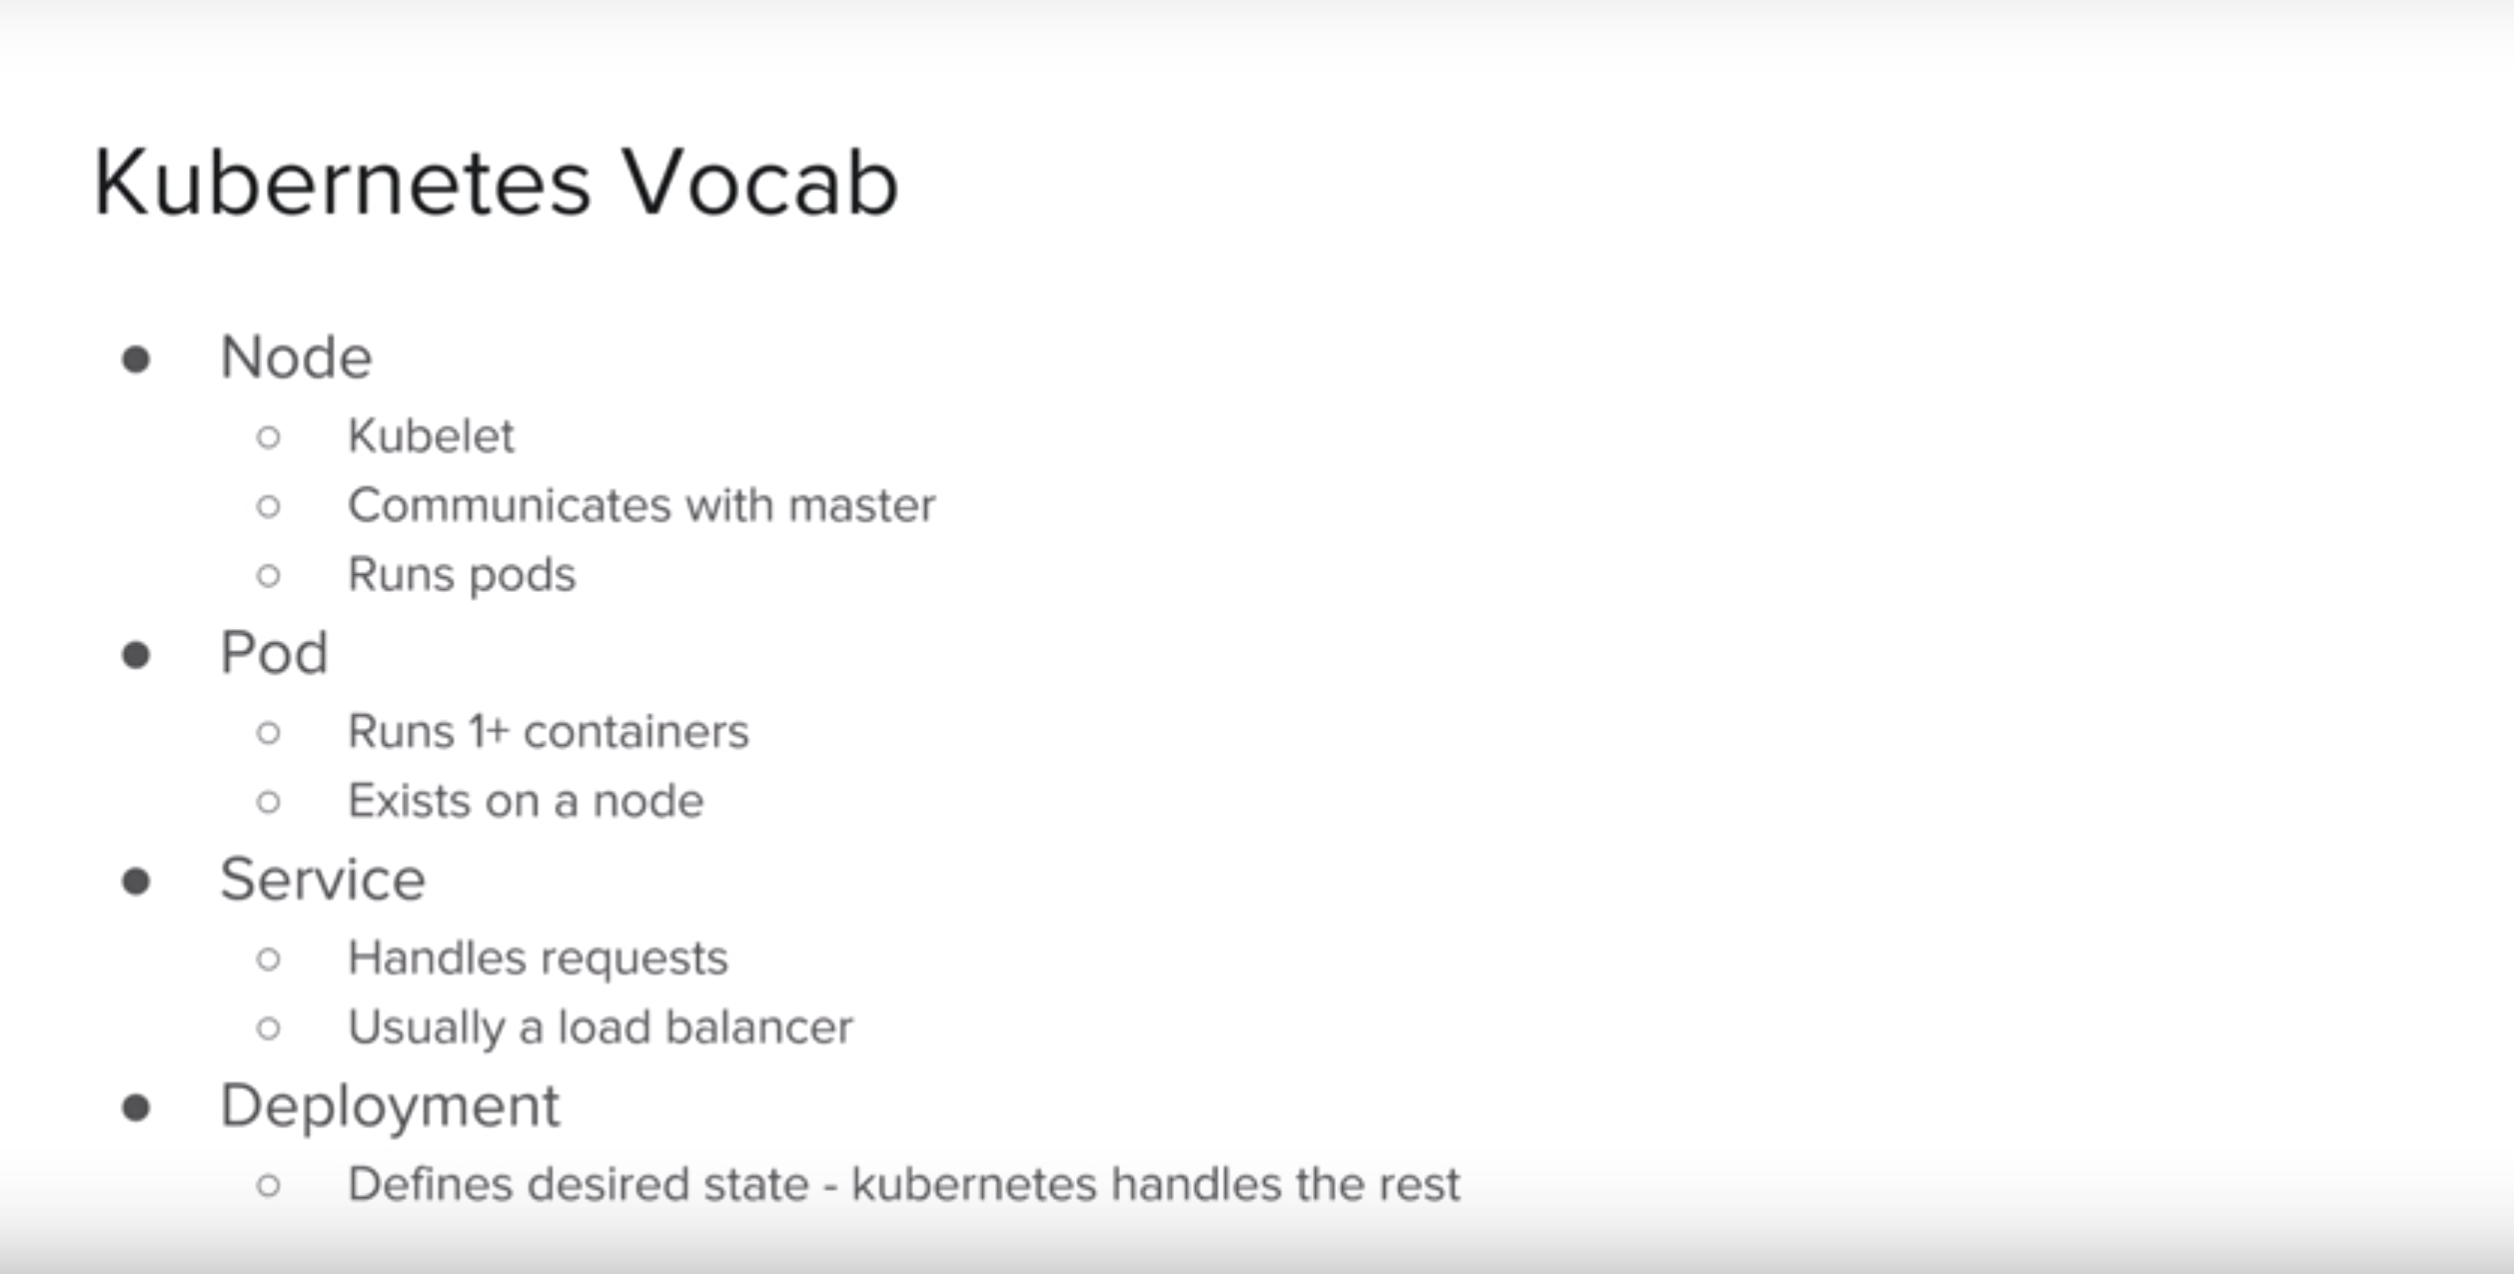 Kubernetes Vocab
● Node
○ Kubelet
○ Communicates with master
○ Runs pods
● Pod
○ Runs 1+ containers
○ Exists on a node
● Service
○ Handles requests
○ Usually a load balancer
● Deployment
○ Defines desired state - kubernetes handles the rest